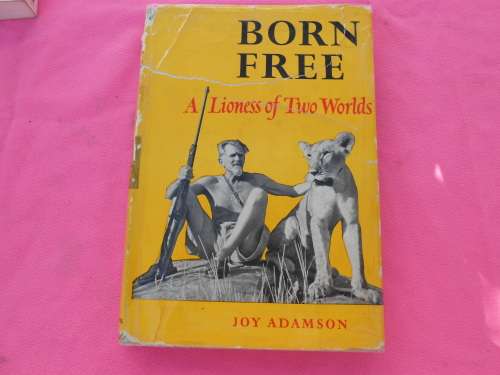 BORN
FREE
A Lioness of Two Worlds
JOY ADAMSON